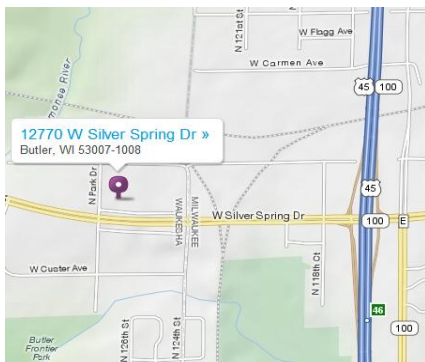 N 121st St
W Flagg Ave
W Carmen Ave
45
100
12770 W Silver Spring Dr »
Butler, WI 53007-1008
N Park Dr
MILWAUKEE
WAUKESHA
45
W Silver Spring Dr
100
E
W Custer Ave
N 118th Ct
46
N 126th St
N 124th St
100
Butler
Frontier
Park